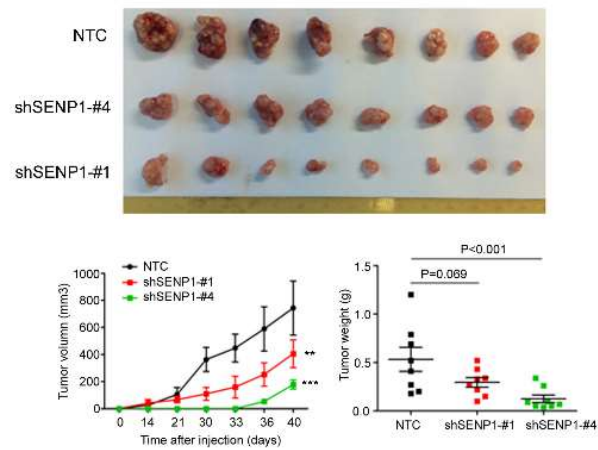 NTC
shSENP1-#4
shSENP1-#1
NTC
shSENP1-#1
shSENP1-#4
Tumor volumn (mm3)
1000
800
600
400
200
0
**
***
0 14 21 30 33 36 40
Time after injection (days)
P<0.001
P=0.069
Tumor weight (g)
1.5
1.0
0.5
0.0
NTC shSENP1-#1 shSENP1-#4